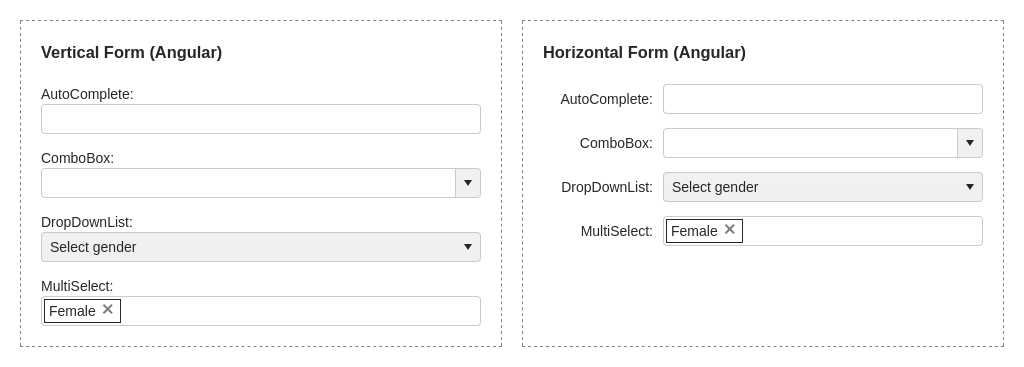 Vertical Form (Angular)
AutoComplete:
ComboBox:
DropDownList:
Select gender
MultiSelect:
Female ✕
Horizontal Form (Angular)
AutoComplete:
ComboBox:
DropDownList: Select gender
MultiSelect: Female ✕